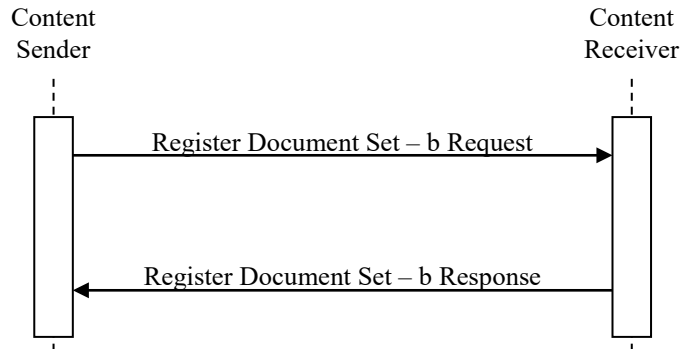 Content
Sender
Content
Receiver
Register Document Set – b Request
Register Document Set – b Response